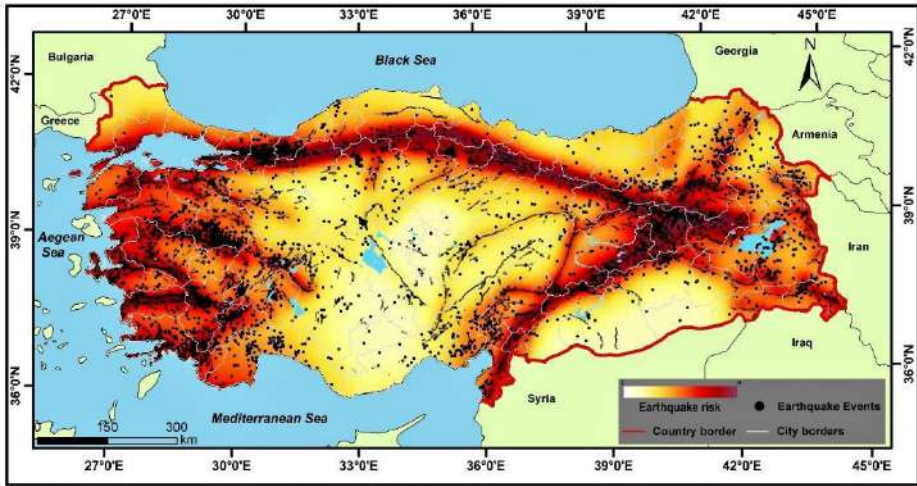 27°0'E 30°0'E 33°0'E 36°0'E 39°0'E 42°0'E 45°0'E
42°0'N
42°0'N
Bulgaria
Black Sea
Georgia
N
Greece
Armenia
39°0'N
39°0'N
Aegean
Sea
Iran
Iraq
36°0'N
36°0'N
Syria
Mediterranean Sea
Earthquake risk
Earthquake Events
Country border
City borders
0 150 300
km
27°0'E 30°0'E 33°0'E 36°0'E 39°0'E 42°0'E 45°0'E